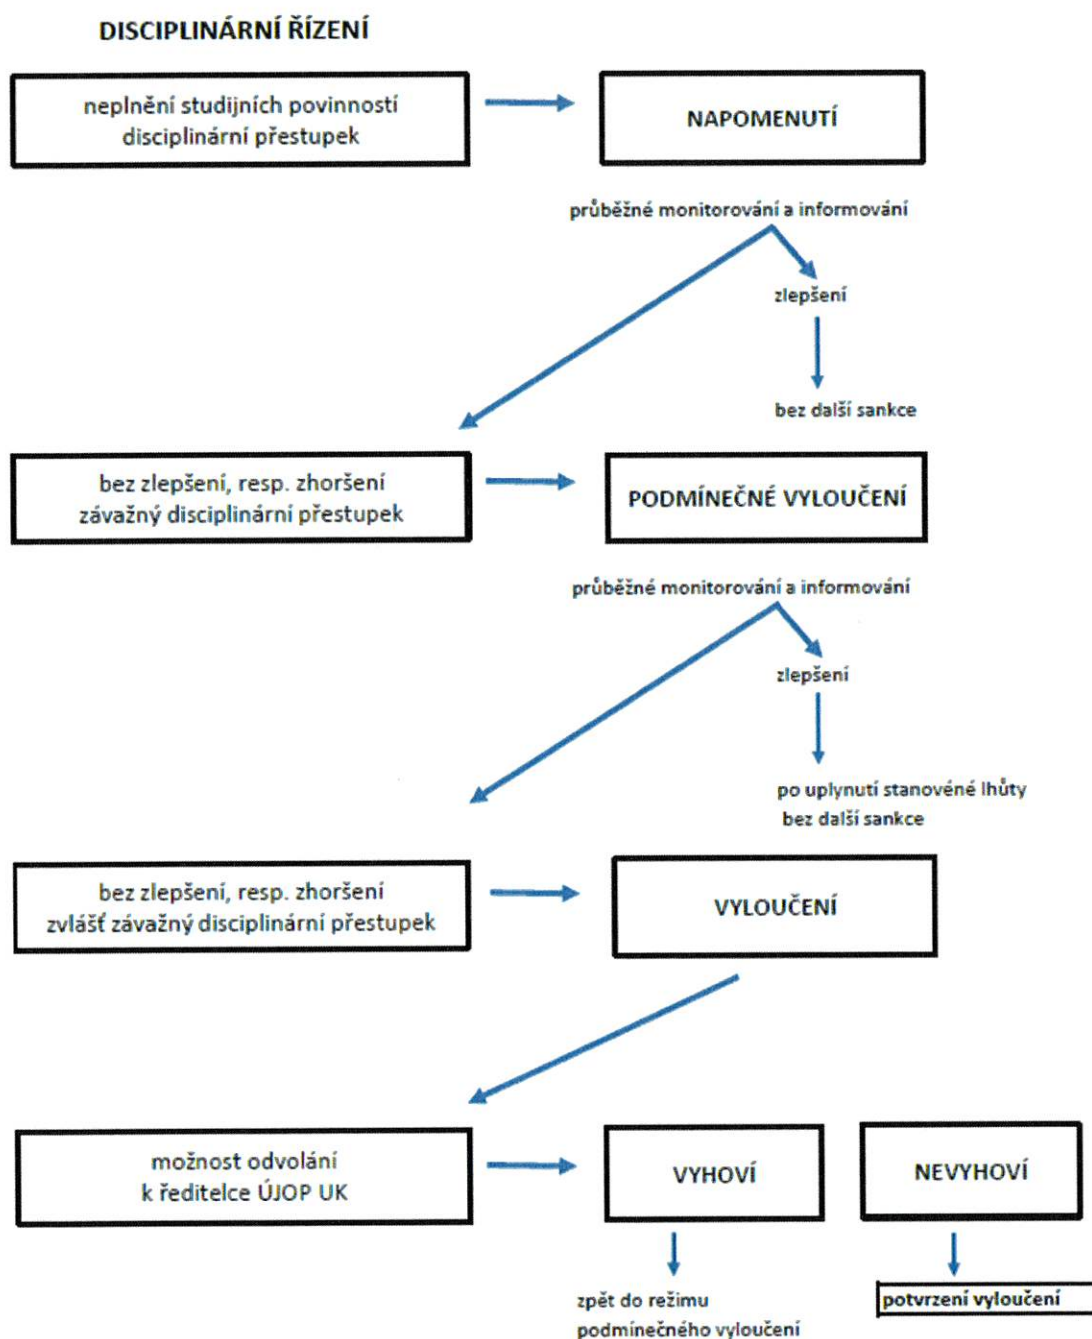 DISCIPLINÁRNÍ ŘÍZENÍ
neplnění studijních povinností
disciplinární přestupek
NAPOMENUTÍ
průběžné monitorování a informování
zlepšení
bez další sankce
bez zlepšení, resp. zhoršení
závažný disciplinární přestupek
PODMÍNEČNÉ VYLOUČENÍ
průběžné monitorování a informování
zlepšení
po uplynutí stanovéné lhůty
bez další sankce
bez zlepšení, resp. zhoršení
zvlášť závažný disciplinární přestupek
VYLOUČENÍ
možnost odvolání
k ředitelce ÚJOP UK
VYHOVÍ
NEVYHOVÍ
zpět do režimu
podmínečného vyloučení
potvrzení vyloučení